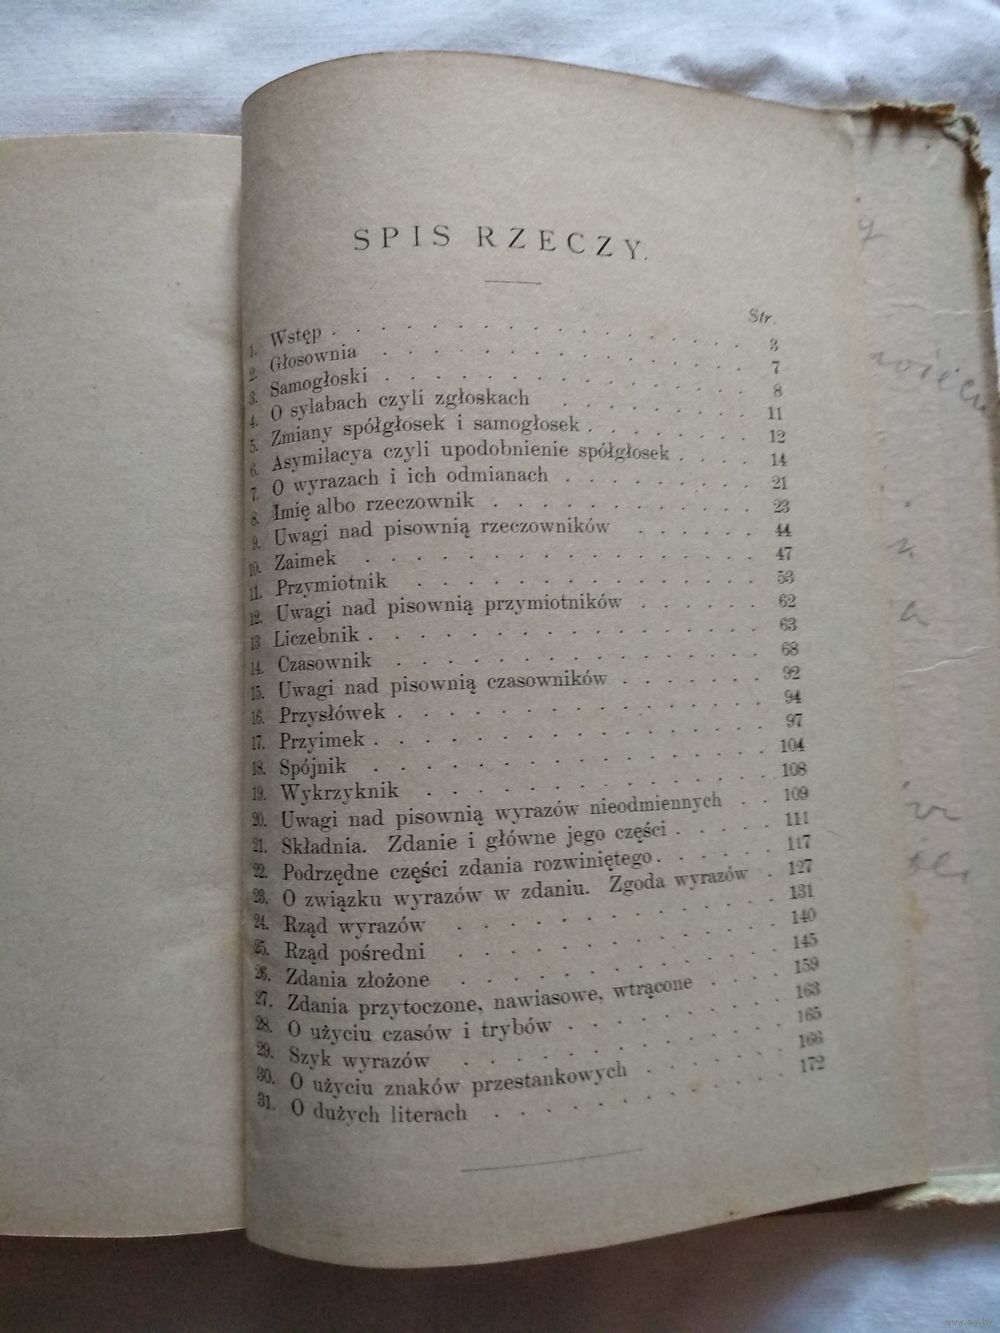 SPIS RZECZY.
Str.
1. Wstęp . . . . . . . . . . . . . . . . 3
2. Głosownia . . . . . . . . . . . . . . . 7
3. Samogłoski . . . . . . . . . . . . . . . 8
4. O sylabach czyli zgłoskach . . . . . . . . 11
5. Zmiany spółgłosek i samogłosek . . . . . . . 12
6. Asymilacya czyli upodobnienie spółgłosek . . . . 14
7. O wyrazach i ich odmianach . . . . . . . . 21
8. Imię albo rzeczownik . . . . . . . . . . . 23
9. Uwagi nad pisownią rzeczowników . . . . . 44
10. Zaimek . . . . . . . . . . . . . . . 47
11. Przymiotnik . . . . . . . . . . . . . 53
12. Uwagi nad pisownią przymiotników . . . . . 62
13 Liczebnik . . . . . . . . . . . . . . . 63
14. Czasownik . . . . . . . . . . . . . . 68
15. Uwagi nad pisownią czasowników . . . . . . 92
16. Przysłówek . . . . . . . . . . . . . . 94
17. Przyimek . . . . . . . . . . . . . . . 97
18. Spójnik . . . . . . . . . . . . . . . 104
19. Wykrzyknik . . . . . . . . . . . . . 108
20. Uwagi nad pisownią wyrazów nieodmiennych . . 109
21. Składnia. Zdanie i główne jego części . . . . . 111
22. Podrzędne części zdania rozwiniętego . . . . . 117
23. O związku wyrazów w zdaniu. Zgoda wyrazów . 127
24. Rząd wyrazów . . . . . . . . . . . . 131
25. Rząd pośredni . . . . . . . . . . . . 140
26. Zdania złożone . . . . . . . . . . . . 145
27. Zdania przytoczone, nawiasowe, wtrącone . . . 159
28. O użyciu czasów i trybów . . . . . . . . . 163
29. Szyk wyrazów . . . . . . . . . . . . 165
30. O użyciu znaków przestankowych . . . . . . 166
31. O dużych literach . . . . . . . . . . . 172
www.ay.by